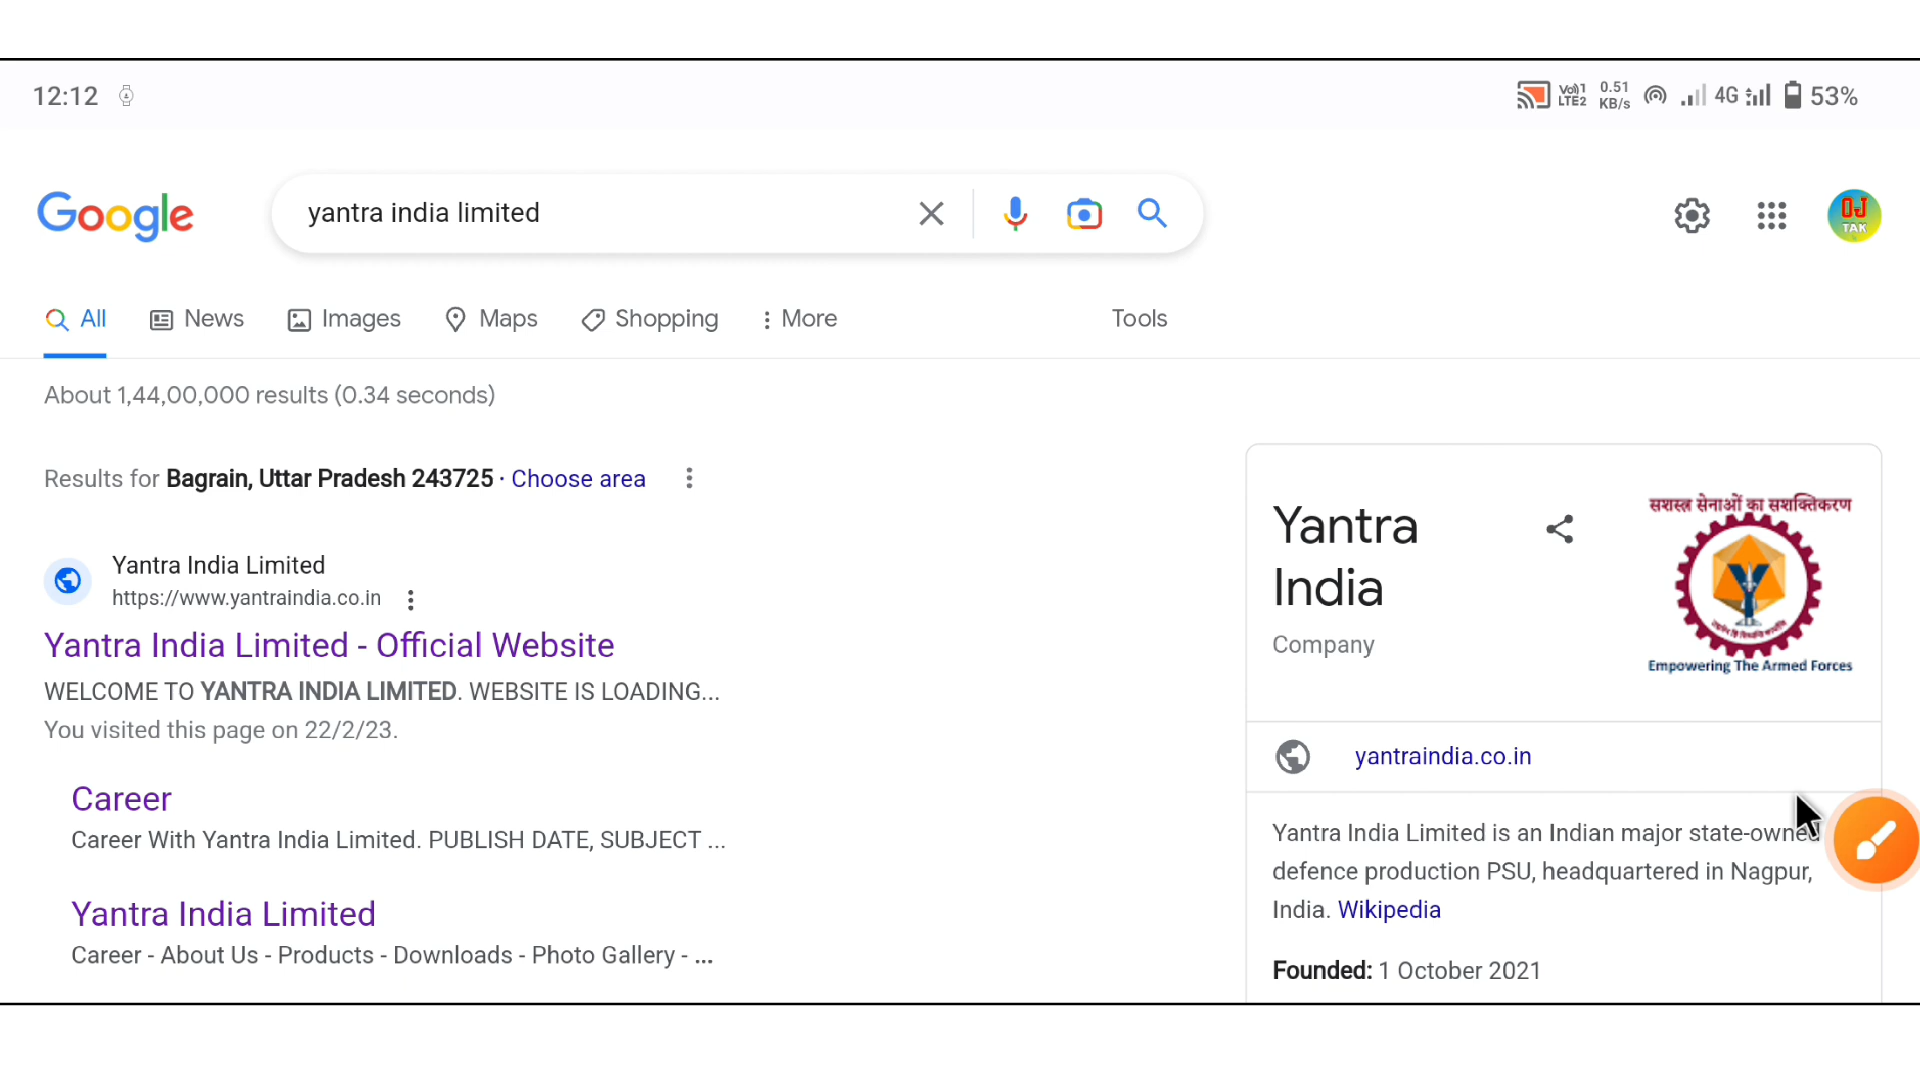 12:12
Vo)) 1 LTE2 0.51 KB/s 4G 53%
Google
yantra india limited
OJ TAK
All News Images Maps Shopping More Tools
About 1,44,00,000 results (0.34 seconds)
Results for Bagrain, Uttar Pradesh 243725 · Choose area
Yantra India Limited
https://www.yantraindia.co.in
Yantra India Limited - Official Website
WELCOME TO YANTRA INDIA LIMITED. WEBSITE IS LOADING...
You visited this page on 22/2/23.
Career
Career With Yantra India Limited. PUBLISH DATE, SUBJECT ...
Yantra India Limited
Career - About Us - Products - Downloads - Photo Gallery - ...
Yantra
India
Company
सशस्त्र सेनाओं का सशक्तिकरण
Y
Empowering The Armed Forces
yantraindia.co.in
Yantra India Limited is an Indian major state-owned
defence production PSU, headquartered in Nagpur,
India. Wikipedia
Founded: 1 October 2021